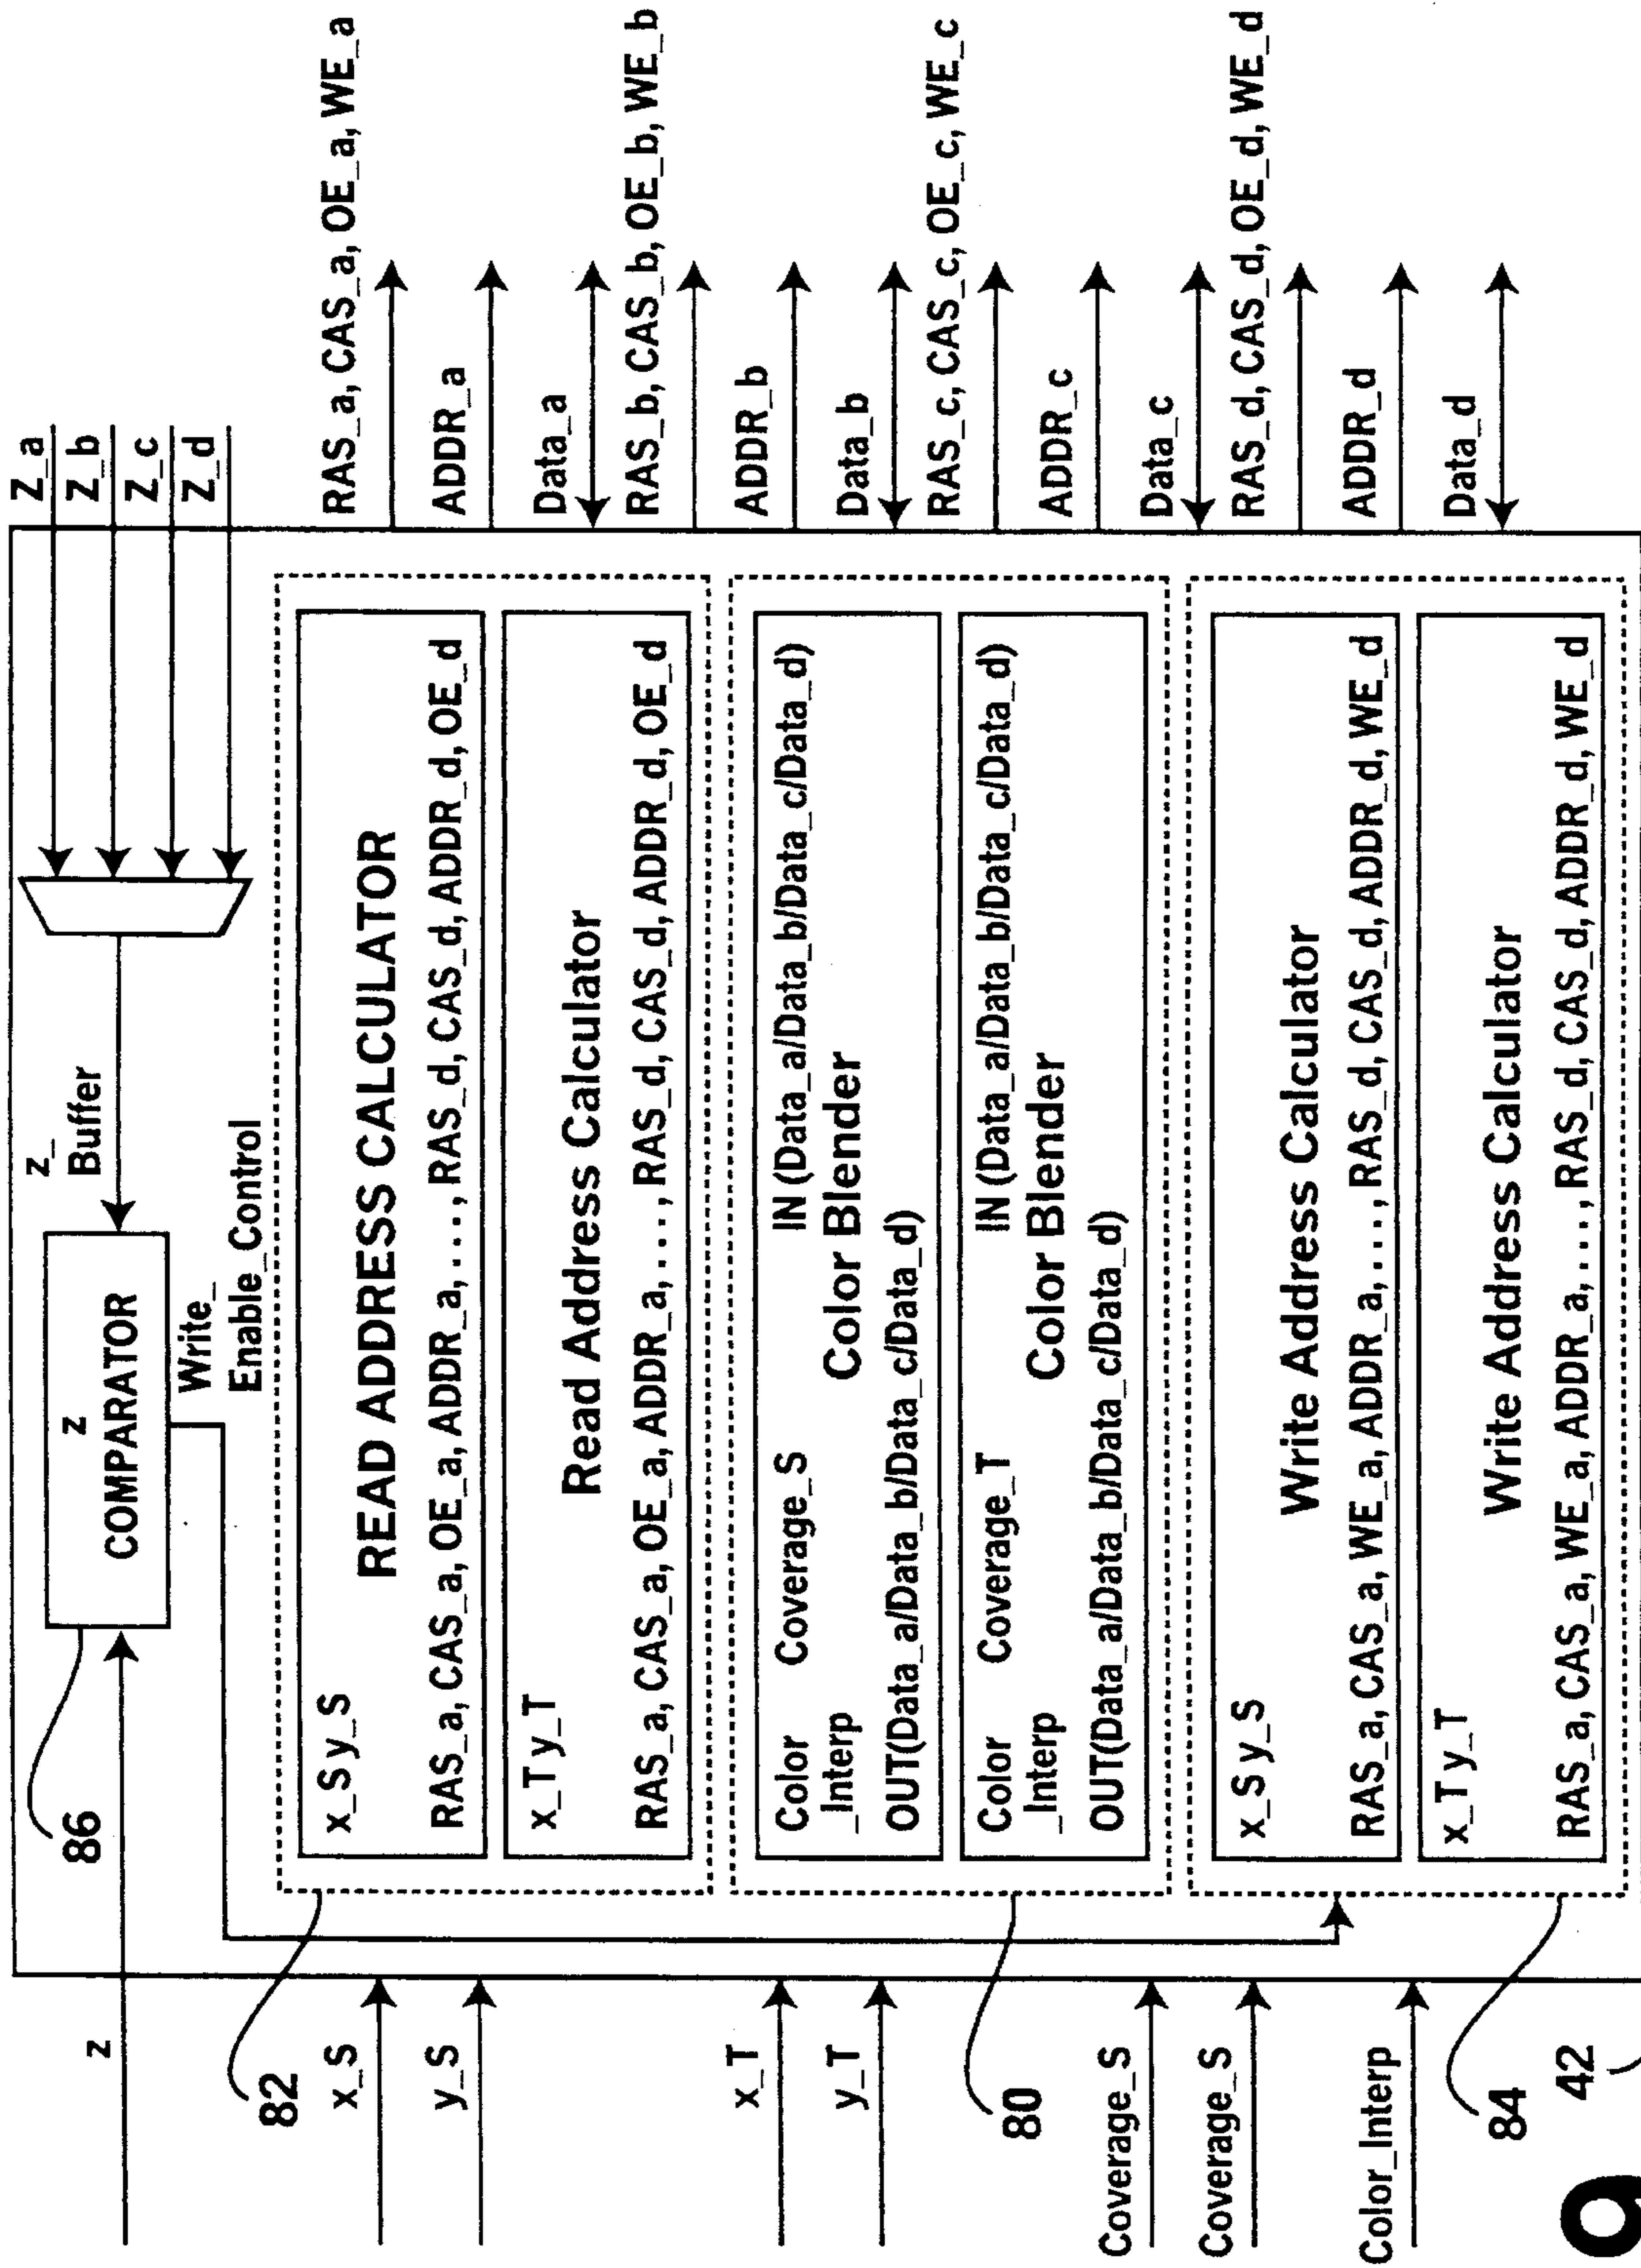 Z_a
Z_b
Z_c
Z_d
z_
Buffer
z
COMPARATOR
Write_
Enable_Control
86
z
82
x_S
y_S
x_T
y_T
80
Coverage_S
Coverage_S
Color_Interp
84
42
9
x_S y_S
READ ADDRESS CALCULATOR
RAS_a, CAS_a, OE_a, ADDR_a, ..., RAS_d, CAS_d, ADDR_d, OE_d
x_T y_T
Read Address Calculator
RAS_a, CAS_a, OE_a, ADDR_a, ..., RAS_d, CAS_d, ADDR_d, OE_d
Color Coverage_S IN (Data_a/Data_b/Data_c/Data_d)
_Interp Color Blender
OUT(Data_a/Data_b/Data_c/Data_d)
Color Coverage_T IN (Data_a/Data_b/Data_c/Data_d)
_Interp Color Blender
OUT(Data_a/Data_b/Data_c/Data_d)
x_S y_S
Write Address Calculator
RAS_a, CAS_a, WE_a, ADDR_a, ..., RAS_d, CAS_d, ADDR_d, WE_d
x_T y_T
Write Address Calculator
RAS_a, CAS_a, WE_a, ADDR_a, ..., RAS_d, CAS_d, ADDR_d, WE_d
RAS_a, CAS_a, OE_a, WE_a
ADDR_a
Data_a
RAS_b, CAS_b, OE_b, WE_b
ADDR_b
Data_b
RAS_c, CAS_c, OE_c, WE_c
ADDR_c
Data_c
RAS_d, CAS_d, OE_d, WE_d
ADDR_d
Data_d